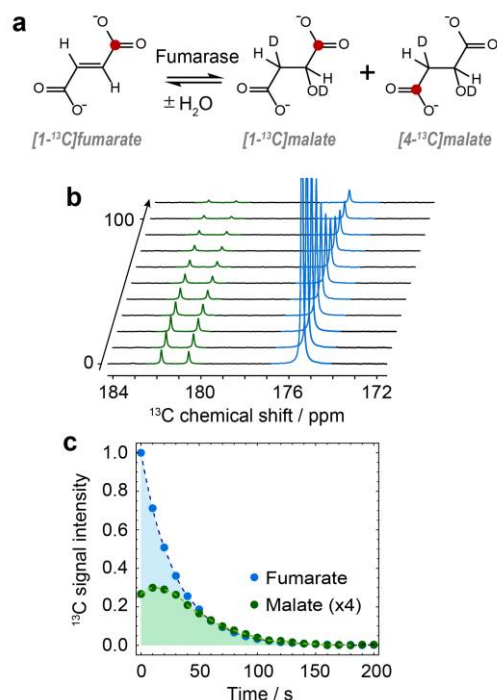 a
⁻O
O
H
H
O
O⁻
Fumarase
± H₂O
⁻O
D
O
H
H
OD
O
O⁻
+
⁻O
D
O
H
H
OD
O
O⁻
[1-¹³C]fumarate
[1-¹³C]malate
[4-¹³C]malate
b
100
0
184
180
176
172
¹³C chemical shift / ppm
c
1.0
0.8
0.6
0.4
0.2
0.0
¹³C signal intensity
Fumarate
Malate (x4)
0
50
100
150
200
Time / s